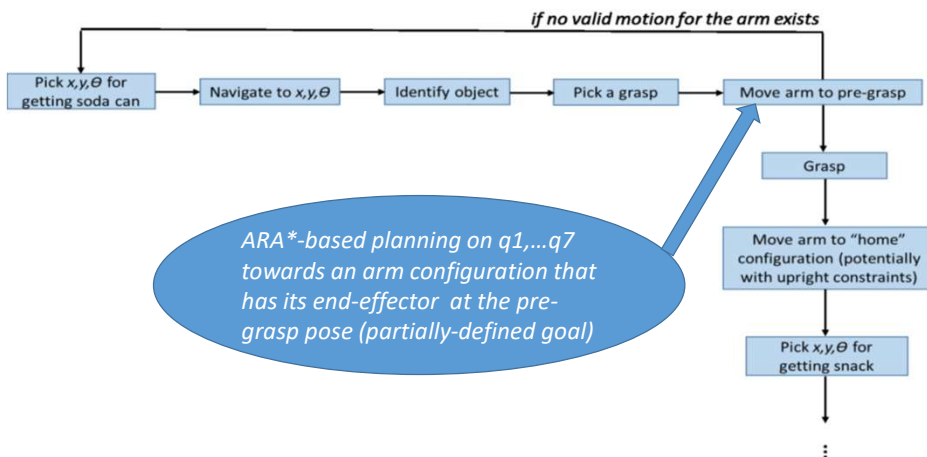 if no valid motion for the arm exists
Pick x,y,ϴ for
getting soda can
Navigate to x,y,ϴ
Identify object
Pick a grasp
Move arm to pre-grasp
Grasp
ARA*-based planning on q1,…q7
towards an arm configuration that
has its end-effector at the pre-
grasp pose (partially-defined goal)
Move arm to “home”
configuration (potentially
with upright constraints)
Pick x,y,ϴ for
getting snack
⋮